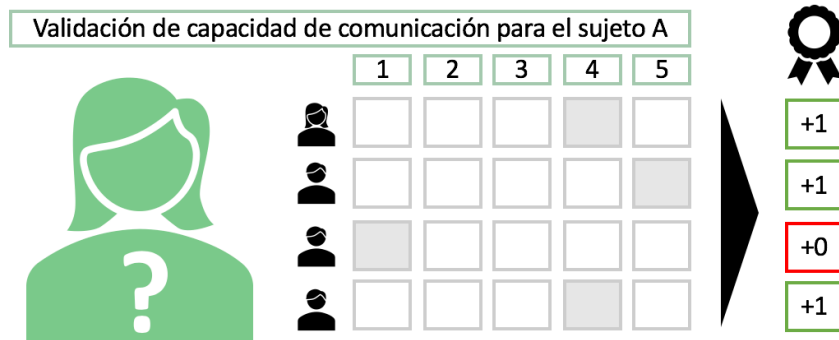 Validación de capacidad de comunicación para el sujeto A
1 2 3 4 5
+1
+1
+0
?
+1